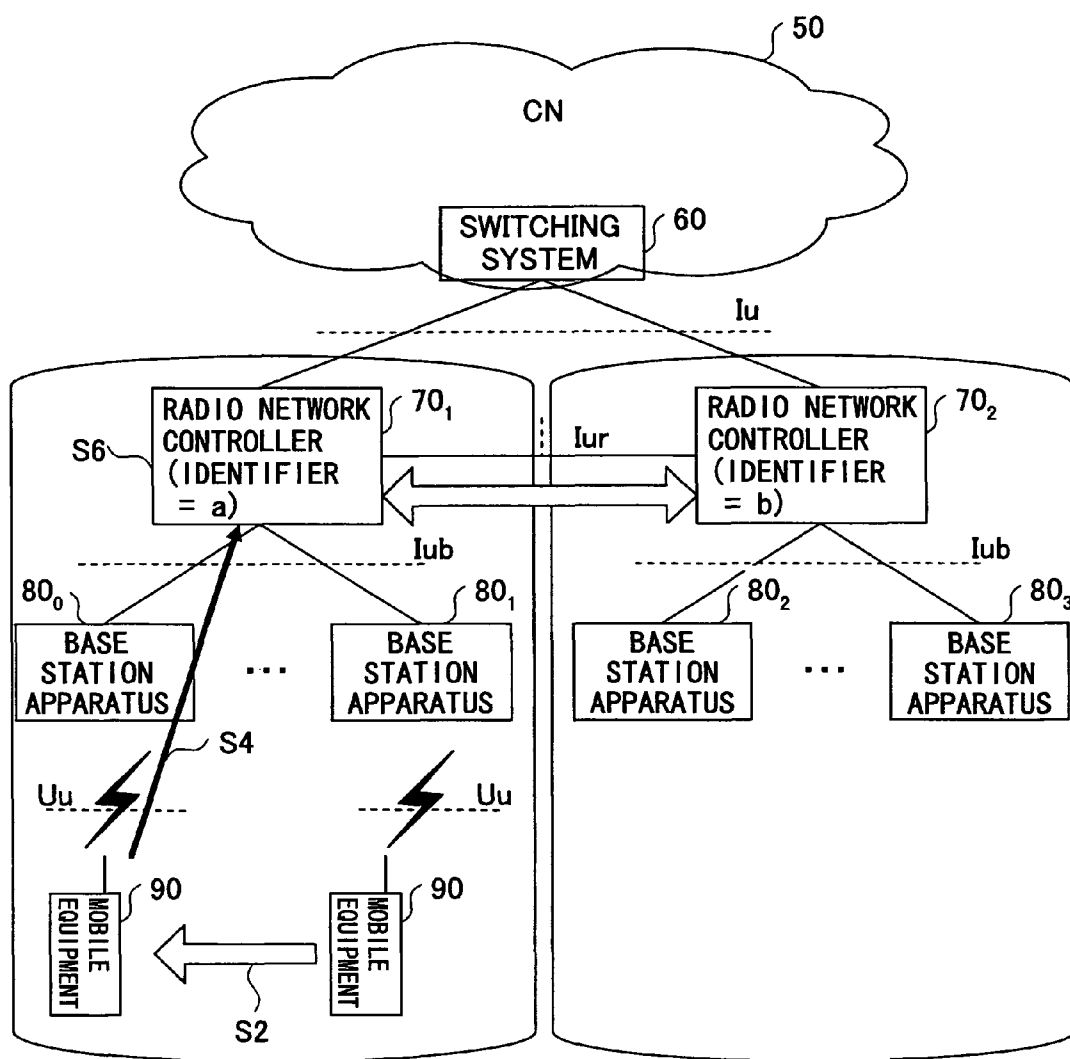 50
CN
SWITCHING
SYSTEM
60
Iu
RADIO NETWORK
CONTROLLER
(IDENTIFIER
= a)
70₁
S6
Iur
RADIO NETWORK
CONTROLLER
(IDENTIFIER
= b)
70₂
Iub
Iub
80₀
BASE
STATION
APPARATUS
...
80₁
BASE
STATION
APPARATUS
80₂
BASE
STATION
APPARATUS
...
80₃
BASE
STATION
APPARATUS
S4
Uu
Uu
90
MOBILE
EQUIPMENT
90
MOBILE
EQUIPMENT
S2